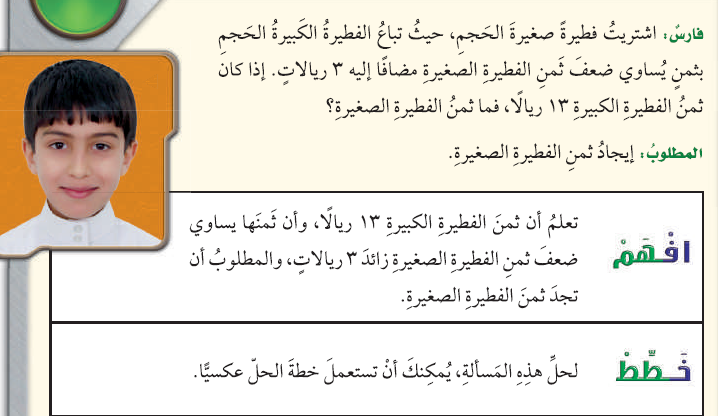 فارسٌ: اشتريتُ فطيرةً صغيرةَ الحَجمِ، حيثُ تباعُ الفطيرةُ الكَبيرةُ الحَجمِ
بثمنٍ يُساوي ضعفَ ثَمنِ الفطيرةِ الصغيرةِ مضافًا إليه ٣ ريالاتٍ. إذا كان
ثمنُ الفطيرةِ الكبيرةِ ١٣ ريالًا، فما ثمنُ الفطيرةِ الصغيرةِ؟
المطلوبُ: إيجادُ ثمنِ الفطيرةِ الصغيرةِ.
افْهَمْ
تعلمُ أن ثمنَ الفطيرةِ الكبيرةِ ١٣ ريالًا، وأن ثَمنَها يساوي
ضعفَ ثمنِ الفطيرةِ الصغيرةِ زائدَ ٣ ريالاتٍ، والمطلوبُ أن
تجدَ ثمنَ الفطيرةِ الصغيرةِ.
خَطِّطْ
لحلِّ هذِهِ المَسألةِ، يُمكِنكَ أنْ تستعملَ خطةَ الحلّ عكسيًّا.